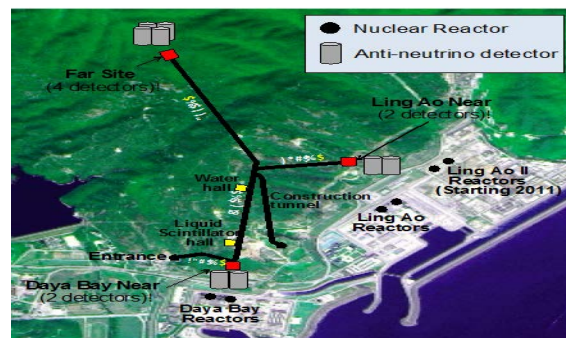 Nuclear Reactor
Anti-neutrino detector
Far Site
(4 detectors)!
Ling Ao Near
(2 detectors)!
Ling Ao II
Reactors
(Starting 2011)
Water
hall
Construction
tunnel
Ling Ao
Reactors
Liquid
Scintillator
hall
Entrance
Daya Bay Near
(2 detectors)!
Daya Bay
Reactors